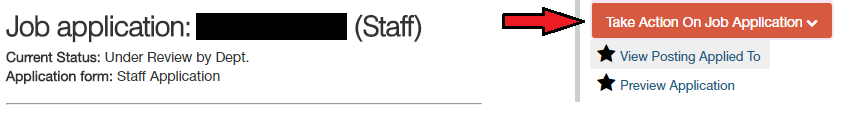 Job application: (Staff)
Current Status: Under Review by Dept.
Application form: Staff Application
Take Action On Job Application
View Posting Applied To
Preview Application